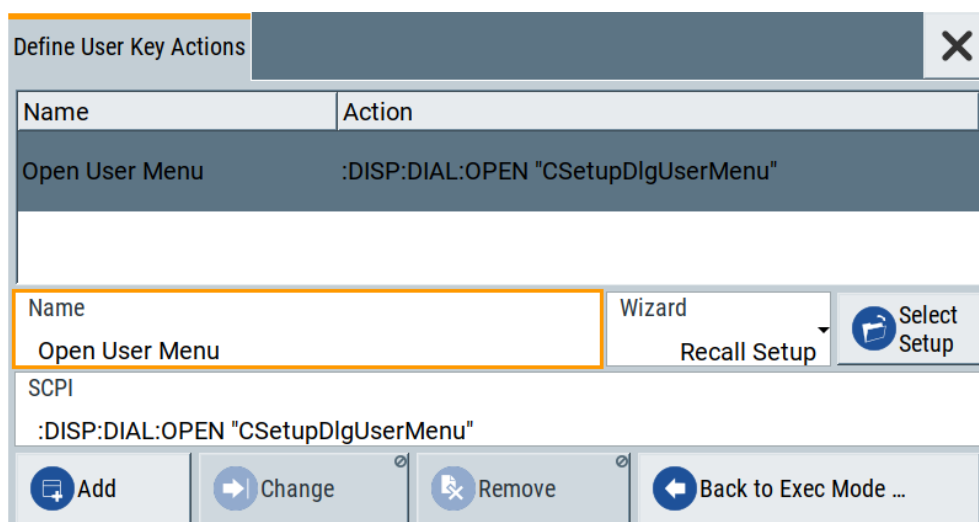 Define User Key Actions
Name Action
Open User Menu :DISP:DIAL:OPEN "CSetupDlgUserMenu"
Name
Open User Menu
Wizard
Recall Setup
Select
Setup
SCPI
:DISP:DIAL:OPEN "CSetupDlgUserMenu"
Add Change Remove Back to Exec Mode ...